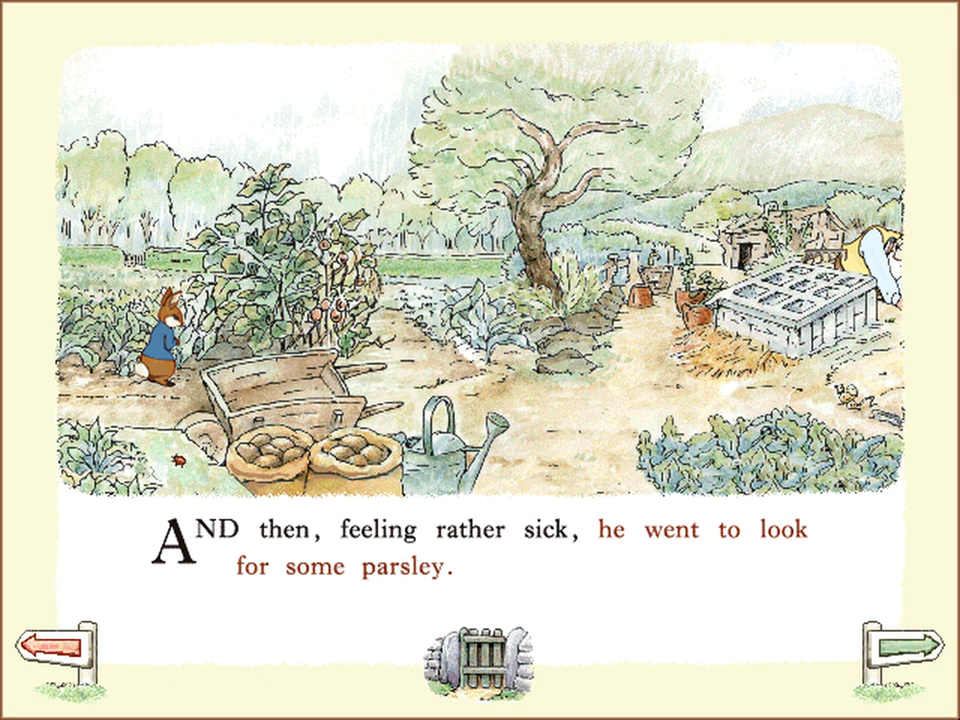 AND then, feeling rather sick, he went to look
for some parsley.